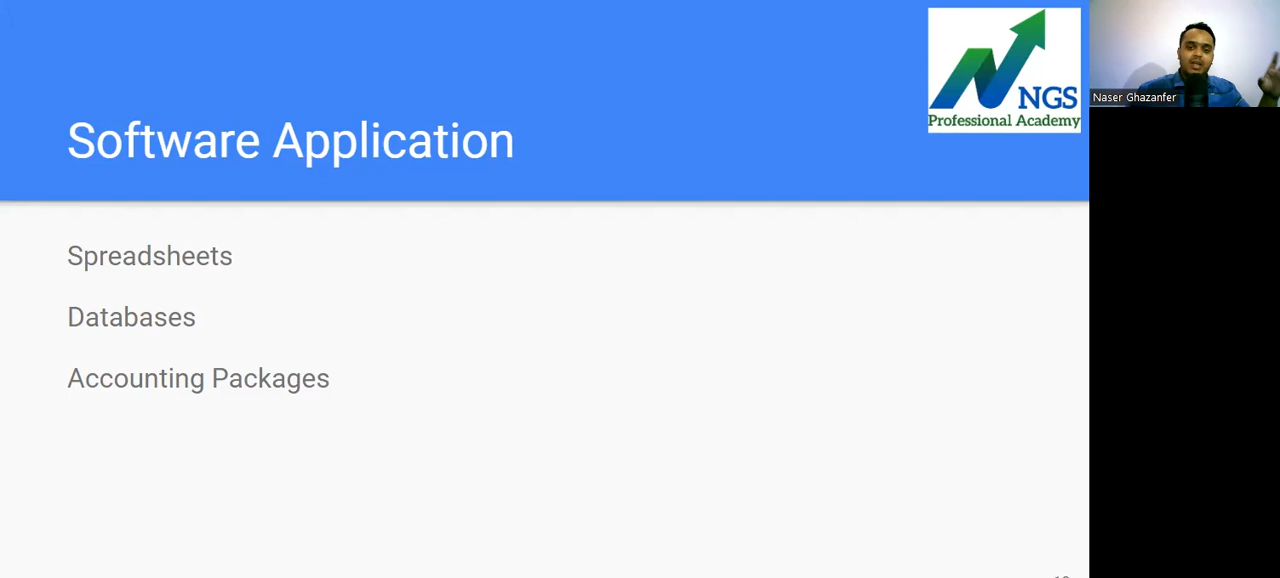 Software Application
NGS
Professional Academy
Naser Ghazanfer
Spreadsheets
Databases
Accounting Packages